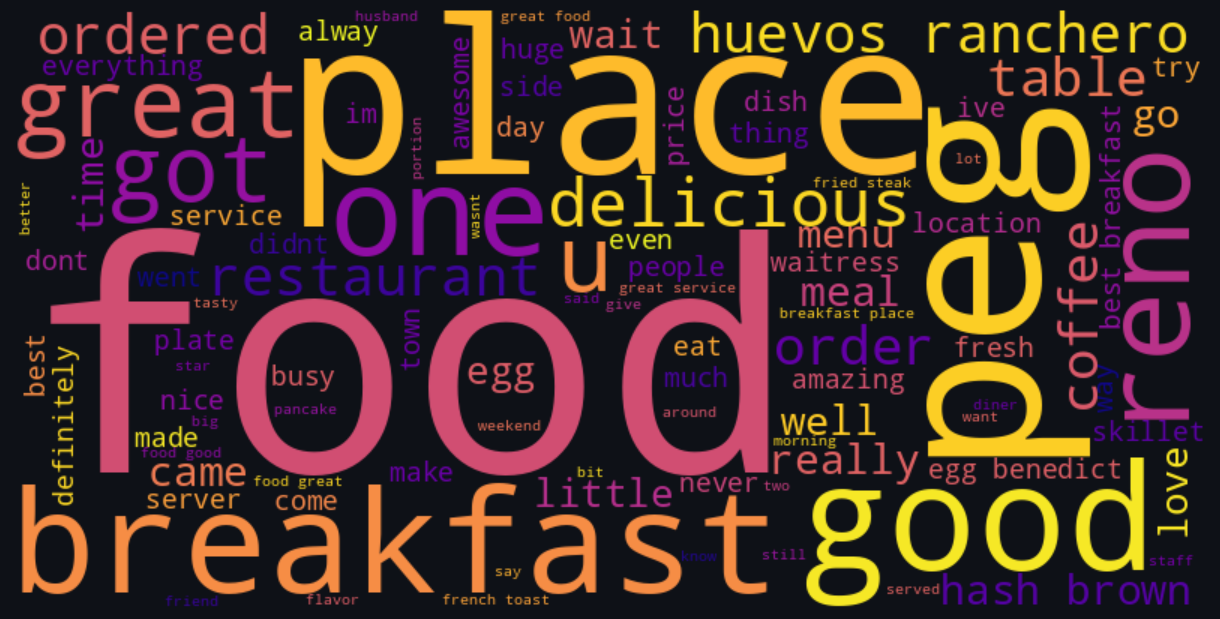 husband
great food
ordered
alway
wait
huevos ranchero
everything
huge
place
great
table
try
awesome
side
im
price
dish
ive
go
day
thing
portion
peg
lot
best breakfast
reno
got
time
one
wasnt
delicious
fried steak
better
service
location
didnt
u
even
menu
dont
went
restaurant
people
waitress
coffee
tasty
great service
said
give
meal
food
breakfast place
town
plate
order
fresh
best
definitely
star
busy
egg
eat
much
amazing
way
nice
pancake
around
diner
want
big
weekend
well
made
morning
skillet
food good
came
make
bit
really
egg benedict
food great
little
never
two
love
server
come
good
breakfast
know
still
staff
say
served
hash brown
friend
flavor
french toast